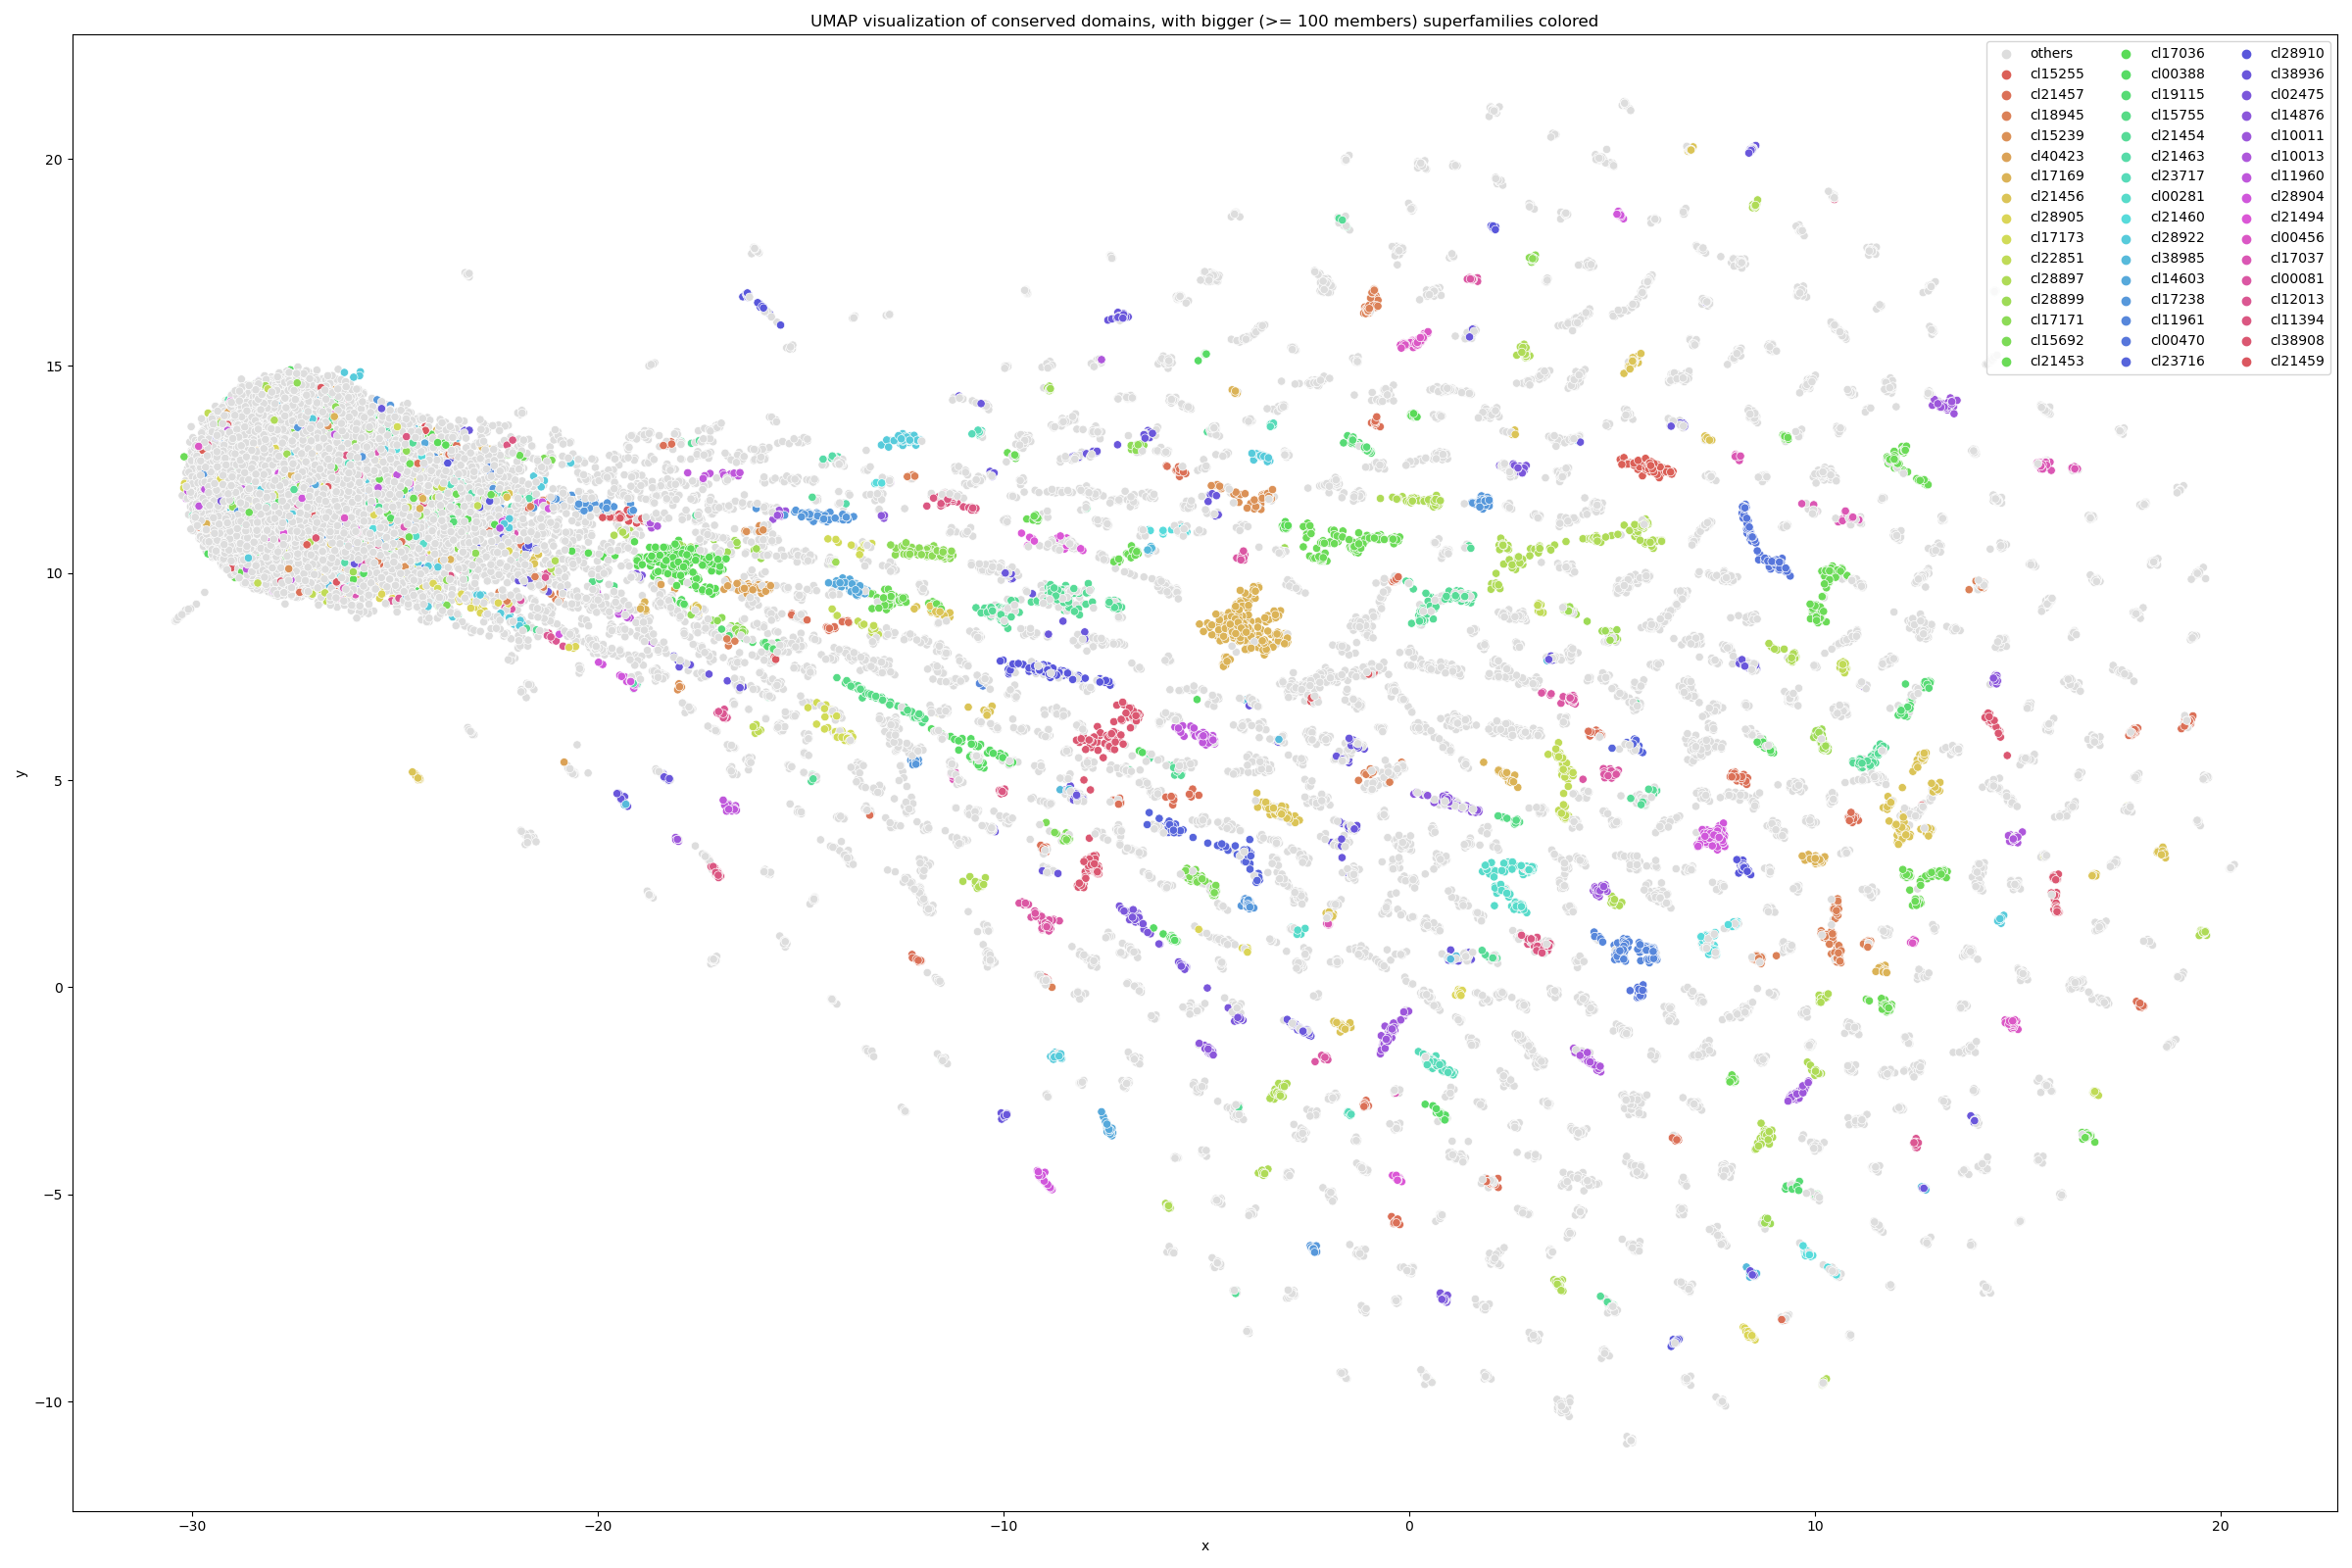 UMAP visualization of conserved domains, with bigger (>= 100 members) superfamilies colored
others
cl15255
cl21457
cl18945
cl15239
cl40423
cl17169
cl21456
cl28905
cl17173
cl22851
cl28897
cl28899
cl17171
cl15692
cl21453
cl17036
cl00388
cl19115
cl15755
cl21454
cl21463
cl23717
cl00281
cl21460
cl28922
cl38985
cl14603
cl17238
cl11961
cl00470
cl23716
cl28910
cl38936
cl02475
cl14876
cl10011
cl10013
cl11960
cl28904
cl21494
cl00456
cl17037
cl00081
cl12013
cl11394
cl38908
cl21459
20
15
10
5
0
−5
−10
y
−30
−20
−10
0
10
20
x